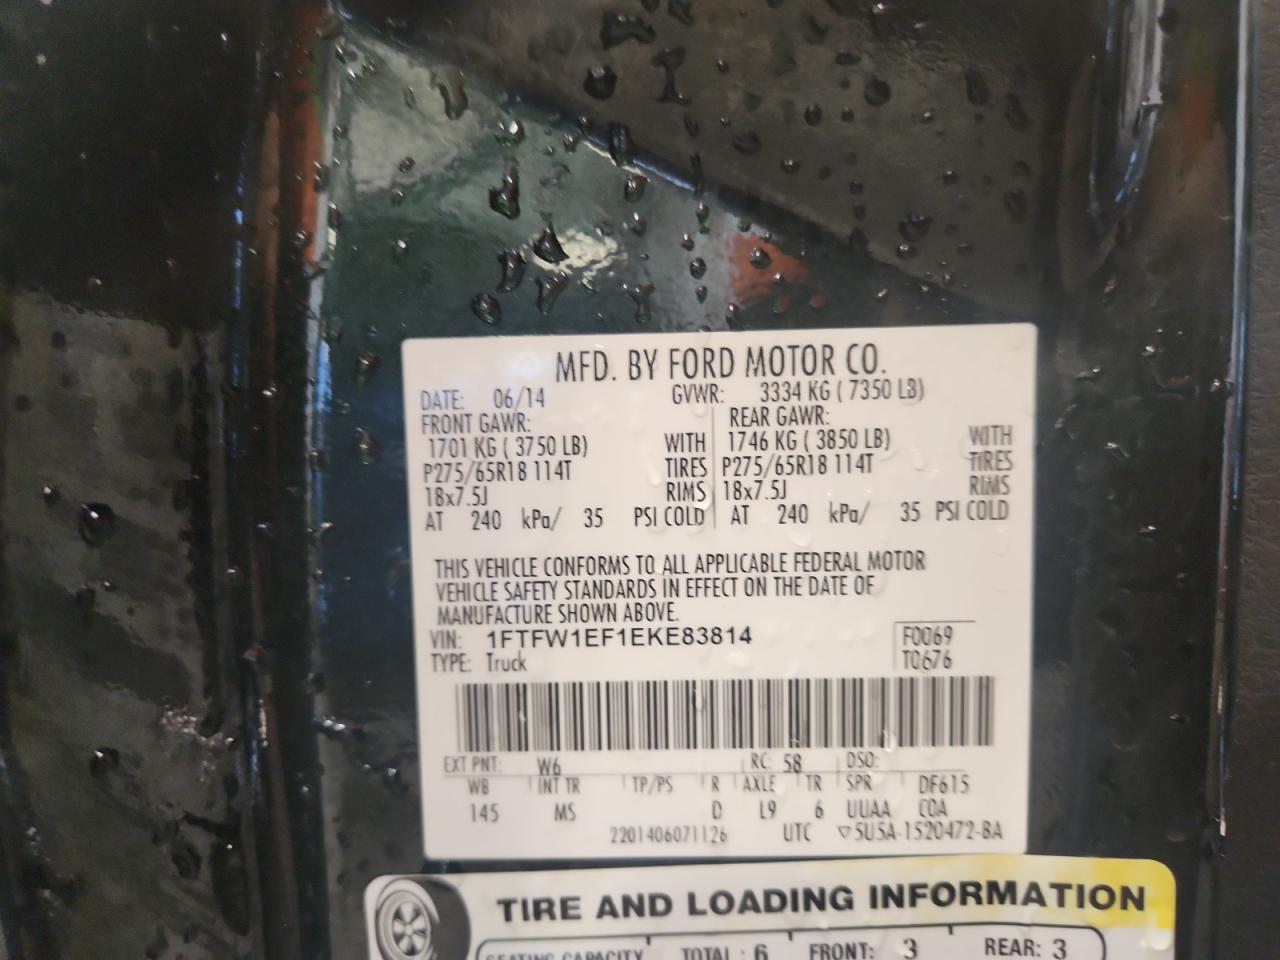 MFD. BY FORD MOTOR CO.
DATE: 06/14 GVWR: 3334 KG ( 7350 LB)
FRONT GAWR: REAR GAWR:
1701 KG ( 3750 LB) WITH 1746 KG ( 3850 LB) WITH
P275/65R18 114T TIRES P275/65R18 114T TIRES
18x7.5J RIMS 18x7.5J RIMS
AT 240 kPa/ 35 PSI COLD AT 240 kPa/ 35 PSI COLD
THIS VEHICLE CONFORMS TO ALL APPLICABLE FEDERAL MOTOR
VEHICLE SAFETY STANDARDS IN EFFECT ON THE DATE OF
MANUFACTURE SHOWN ABOVE.
VIN: 1FTFW1EF1EKE83814 F0069
TYPE: Truck T0676
EXT PNT: W6 RC: 58 DSO:
WB INT TR TP/PS R AXLE TR SPR DF615
145 MS D L9 6 UUAA COA
2201406071126 UTC ▽5U5A-1520472-BA
TIRE AND LOADING INFORMATION
SEATING CAPACITY TOTAL : 6 FRONT: 3 REAR: 3